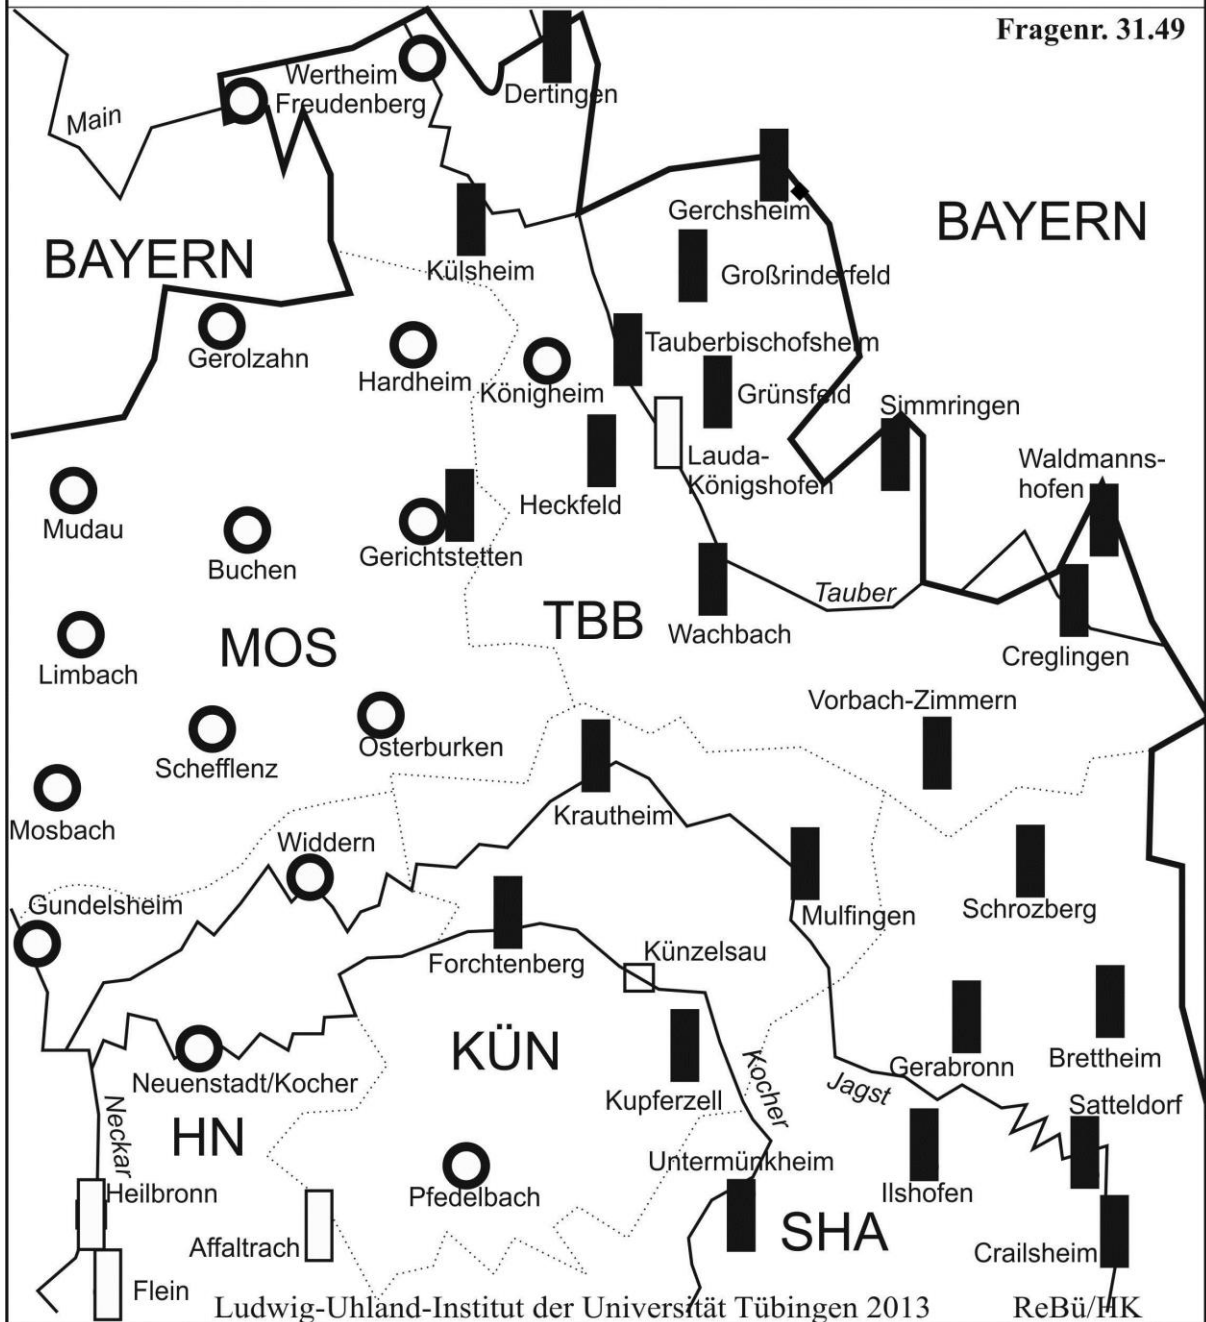 Fragenr. 31.49
Wertheim
Freudenberg
Dertingen
Main
Gerchsheim
BAYERN
BAYERN
Külsheim
Großrinderfeld
Gerolzahn
Hardheim
Königheim
Tauberbischofsheim
Grünsfeld
Simmringen
Lauda-
Königshofen
Waldmanns-
hofen
Heckfeld
Mudau
Buchen
Gerichtstetten
Tauber
Wachbach
TBB
MOS
Creglingen
Limbach
Vorbach-Zimmern
Schefflenz
Osterburken
Mosbach
Krautheim
Widdern
Gundelsheim
Mulfingen
Schrozberg
Forchtenberg
Künzelsau
KÜN
Neuenstadt/Kocher
Kupferzell
Kocher
Jagst
Gerabronn
Brettheim
Satteldorf
Neckar
HN
Heilbronn
Pfedelbach
Untermünkheim
Ilshofen
SHA
Affaltrach
Crailsheim
Flein
Ludwig-Uhland-Institut der Universität Tübingen 2013
ReBü/HK